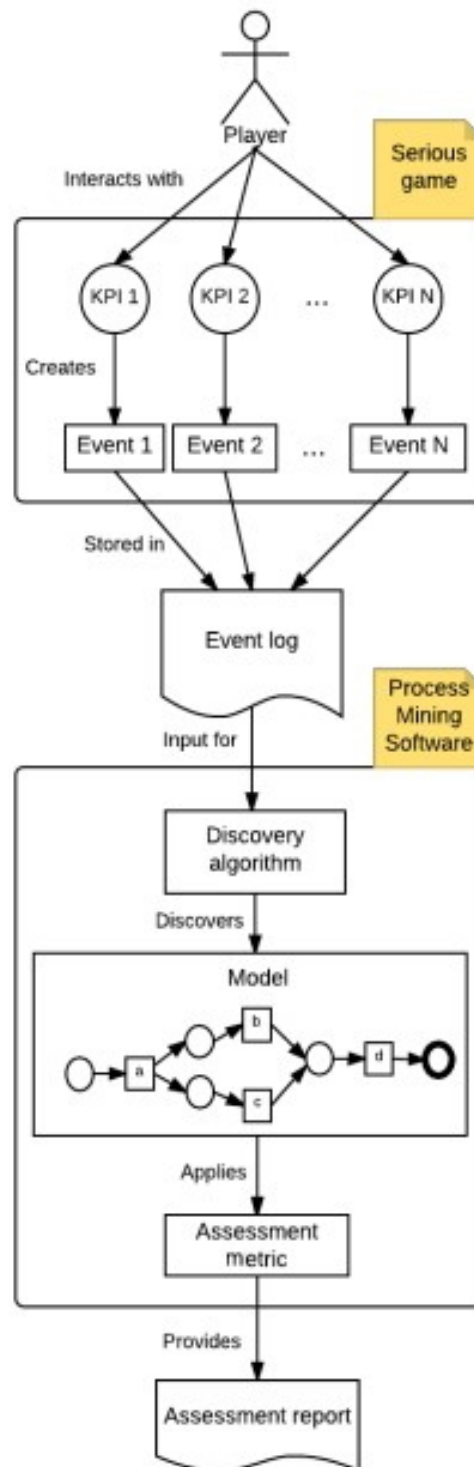 Player
Serious
game
Interacts with
KPI 1
KPI 2
...
KPI N
Creates
Event 1
Event 2
...
Event N
Stored in
Event log
Process
Mining
Software
Input for
Discovery
algorithm
Discovers
Model
a
b
c
d
Applies
Assessment
metric
Provides
Assessment report